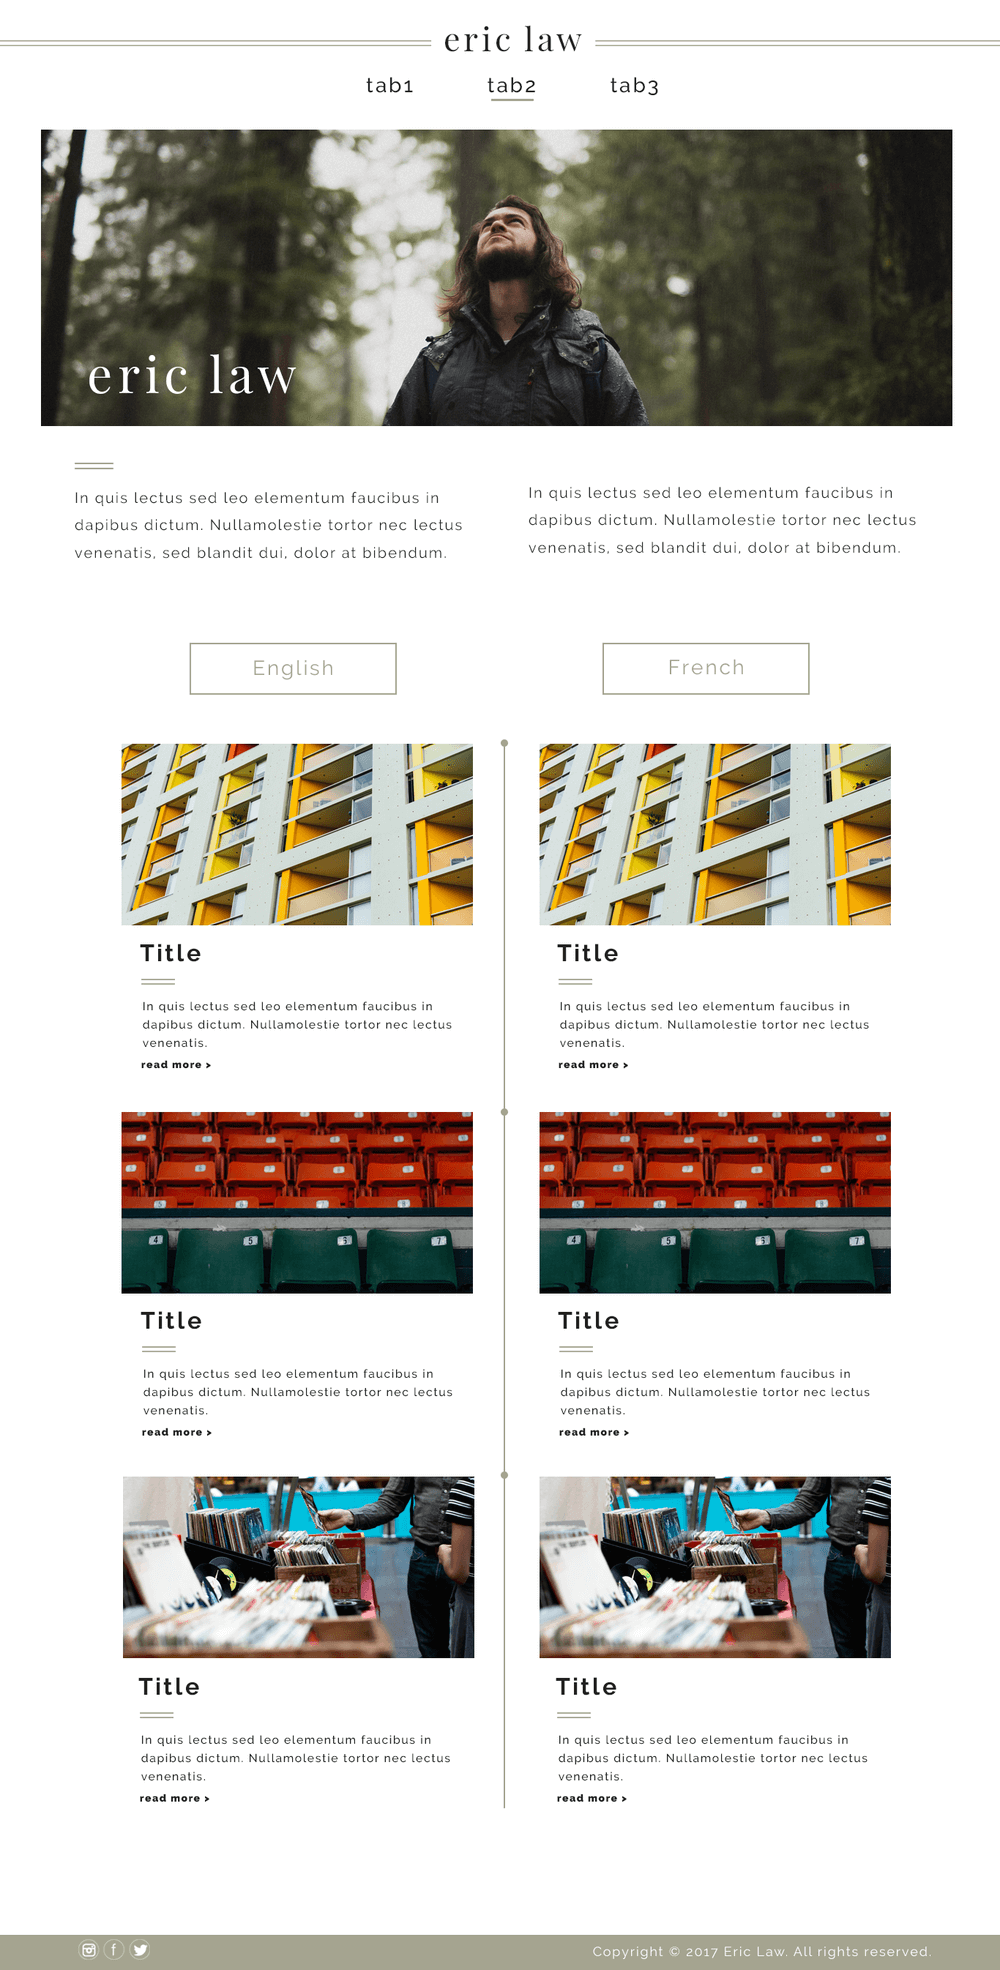 eric law
tab1 tab2 tab3
eric law
In quis lectus sed leo elementum faucibus in
dapibus dictum. Nullamolestie tortor nec lectus
venenatis, sed blandit dui, dolor at bibendum.
In quis lectus sed leo elementum faucibus in
dapibus dictum. Nullamolestie tortor nec lectus
venenatis, sed blandit dui, dolor at bibendum.
English
French
Title
In quis lectus sed leo elementum faucibus in
dapibus dictum. Nullamolestie tortor nec lectus
venenatis.
read more >
Title
In quis lectus sed leo elementum faucibus in
dapibus dictum. Nullamolestie tortor nec lectus
venenatis.
read more >
4 5 6 7
4 5 6 7
Title
In quis lectus sed leo elementum faucibus in
dapibus dictum. Nullamolestie tortor nec lectus
venenatis.
read more >
Title
In quis lectus sed leo elementum faucibus in
dapibus dictum. Nullamolestie tortor nec lectus
venenatis.
read more >
Title
In quis lectus sed leo elementum faucibus in
dapibus dictum. Nullamolestie tortor nec lectus
venenatis.
read more >
Title
In quis lectus sed leo elementum faucibus in
dapibus dictum. Nullamolestie tortor nec lectus
venenatis.
read more >
Copyright © 2017 Eric Law. All rights reserved.